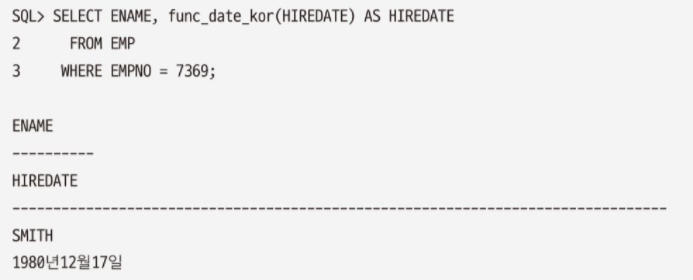 SQL> SELECT ENAME, func_date_kor(HIREDATE) AS HIREDATE
2 FROM EMP
3 WHERE EMPNO = 7369;
ENAME
----------
HIREDATE
--------------------------------------------------------------------------------
SMITH
1980년12월17일